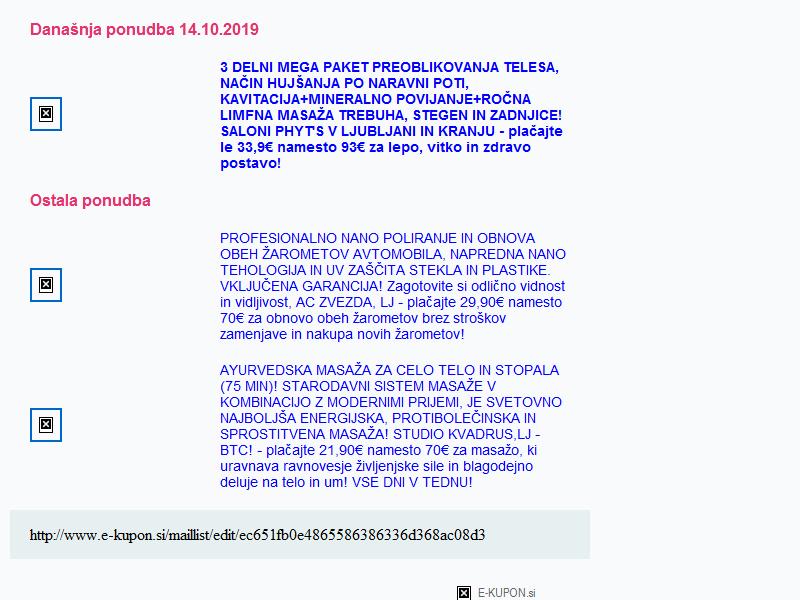 Današnja ponudba 14.10.2019
3 DELNI MEGA PAKET PREOBLIKOVANJA TELESA,
NAČIN HUJŠANJA PO NARAVNI POTI,
KAVITACIJA+MINERALNO POVIJANJE+ROČNA
LIMFNA MASAŽA TREBUHA, STEGEN IN ZADNJICE!
SALONI PHYT'S V LJUBLJANI IN KRANJU - plačajte
le 33,9€ namesto 93€ za lepo, vitko in zdravo
postavo!
Ostala ponudba
PROFESIONALNO NANO POLIRANJE IN OBNOVA
OBEH ŽAROMETOV AVTOMOBILA, NAPREDNA NANO
TEHOLOGIJA IN UV ZAŠČITA STEKLA IN PLASTIKE.
VKLJUČENA GARANCIJA! Zagotovite si odlično vidnost
in vidljivost, AC ZVEZDA, LJ - plačajte 29,90€ namesto
70€ za obnovo obeh žarometov brez stroškov
zamenjave in nakupa novih žarometov!
AYURVEDSKA MASAŽA ZA CELO TELO IN STOPALA
(75 MIN)! STARODAVNI SISTEM MASAŽE V
KOMBINACIJO Z MODERNIMI PRIJEMI, JE SVETOVNO
NAJBOLJŠA ENERGIJSKA, PROTIBOLEČINSKA IN
SPROSTITVENA MASAŽA! STUDIO KVADRUS,LJ -
BTC! - plačajte 21,90€ namesto 70€ za masažo, ki
uravnava ravnovesje življenjske sile in blagodejno
deluje na telo in um! VSE DNI V TEDNU!
http://www.e-kupon.si/maillist/edit/ec651fb0e4865586386336d368ac08d3
E-KUPON.si